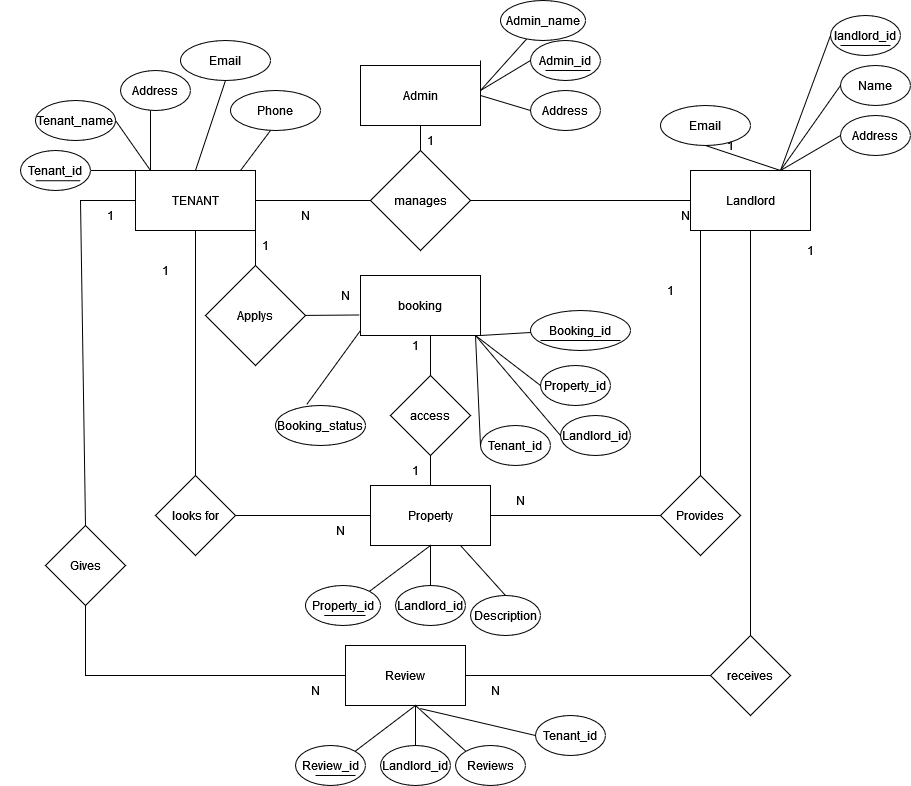 Admin_name
landlord_id
Email
Admin_id
Address
Name
Admin
Phone
Address
Tenant_name
Email
1
Address
1
Tenant_id
TENANT
manages
Landlord
1
N
N
1
1
1
1
N
booking
Applys
Booking_id
1
Property_id
access
Booking_status
Landlord_id
Tenant_id
1
N
looks for
Property
Provides
N
Gives
Property_id
Landlord_id
Description
Review
receives
N
N
Tenant_id
Review_id
Landlord_id
Reviews